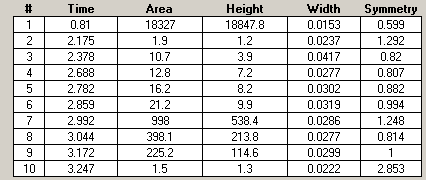 # Time Area Height Width Symmetry
1 0.81 18327 18847.8 0.0153 0.599
2 2.175 1.9 1.2 0.0237 1.292
3 2.378 10.7 3.9 0.0417 0.82
4 2.688 12.8 7.2 0.0277 0.807
5 2.782 16.2 8.2 0.0302 0.882
6 2.859 21.2 9.9 0.0319 0.994
7 2.992 998 538.4 0.0286 1.248
8 3.044 398.1 213.8 0.0277 0.814
9 3.172 225.2 114.6 0.0299 1
10 3.247 1.5 1.3 0.0222 2.853